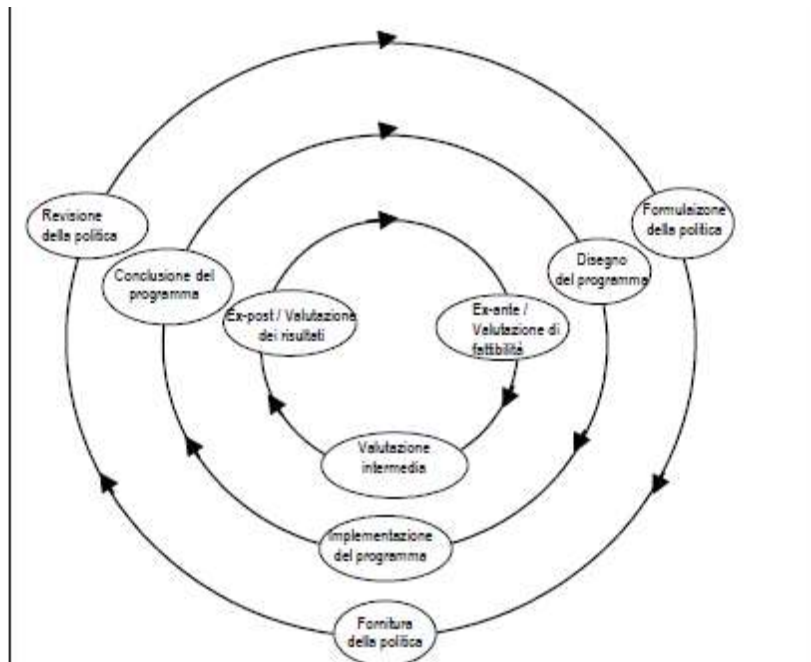 Revisione
della politica
Formulaizone
della politica
Conclusione del
programma
Disegno
del programma
Ex-post / Valutazione
dei risultati
Ex-ante /
Valutazione di
fattibilità
Valutazione
intermedia
Implementazione
del programma
Fornitura
della politica